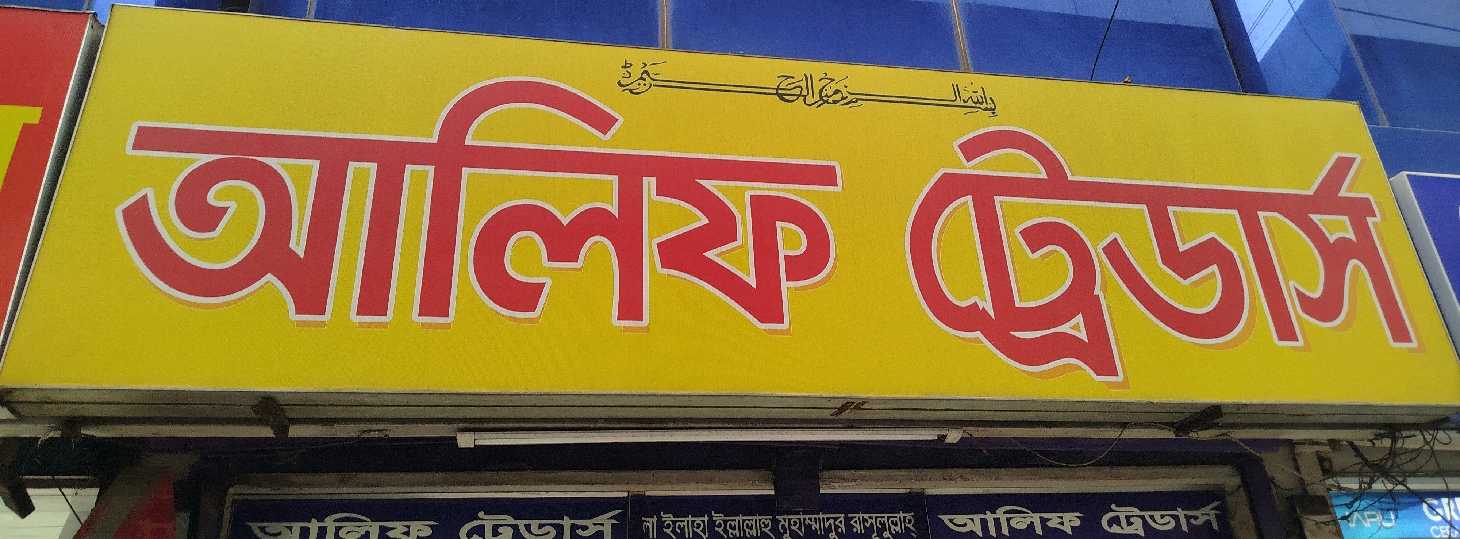 بسم الله الرحمن الرحيم
আলিফ ট্রেডার্স
আলিফ ট্রেডার্স
লা ইলাহা ইল্লাল্লাহু মুহাম্মাদুর রাসূলুল্লাহ্
আলিফ ট্রেডার্স